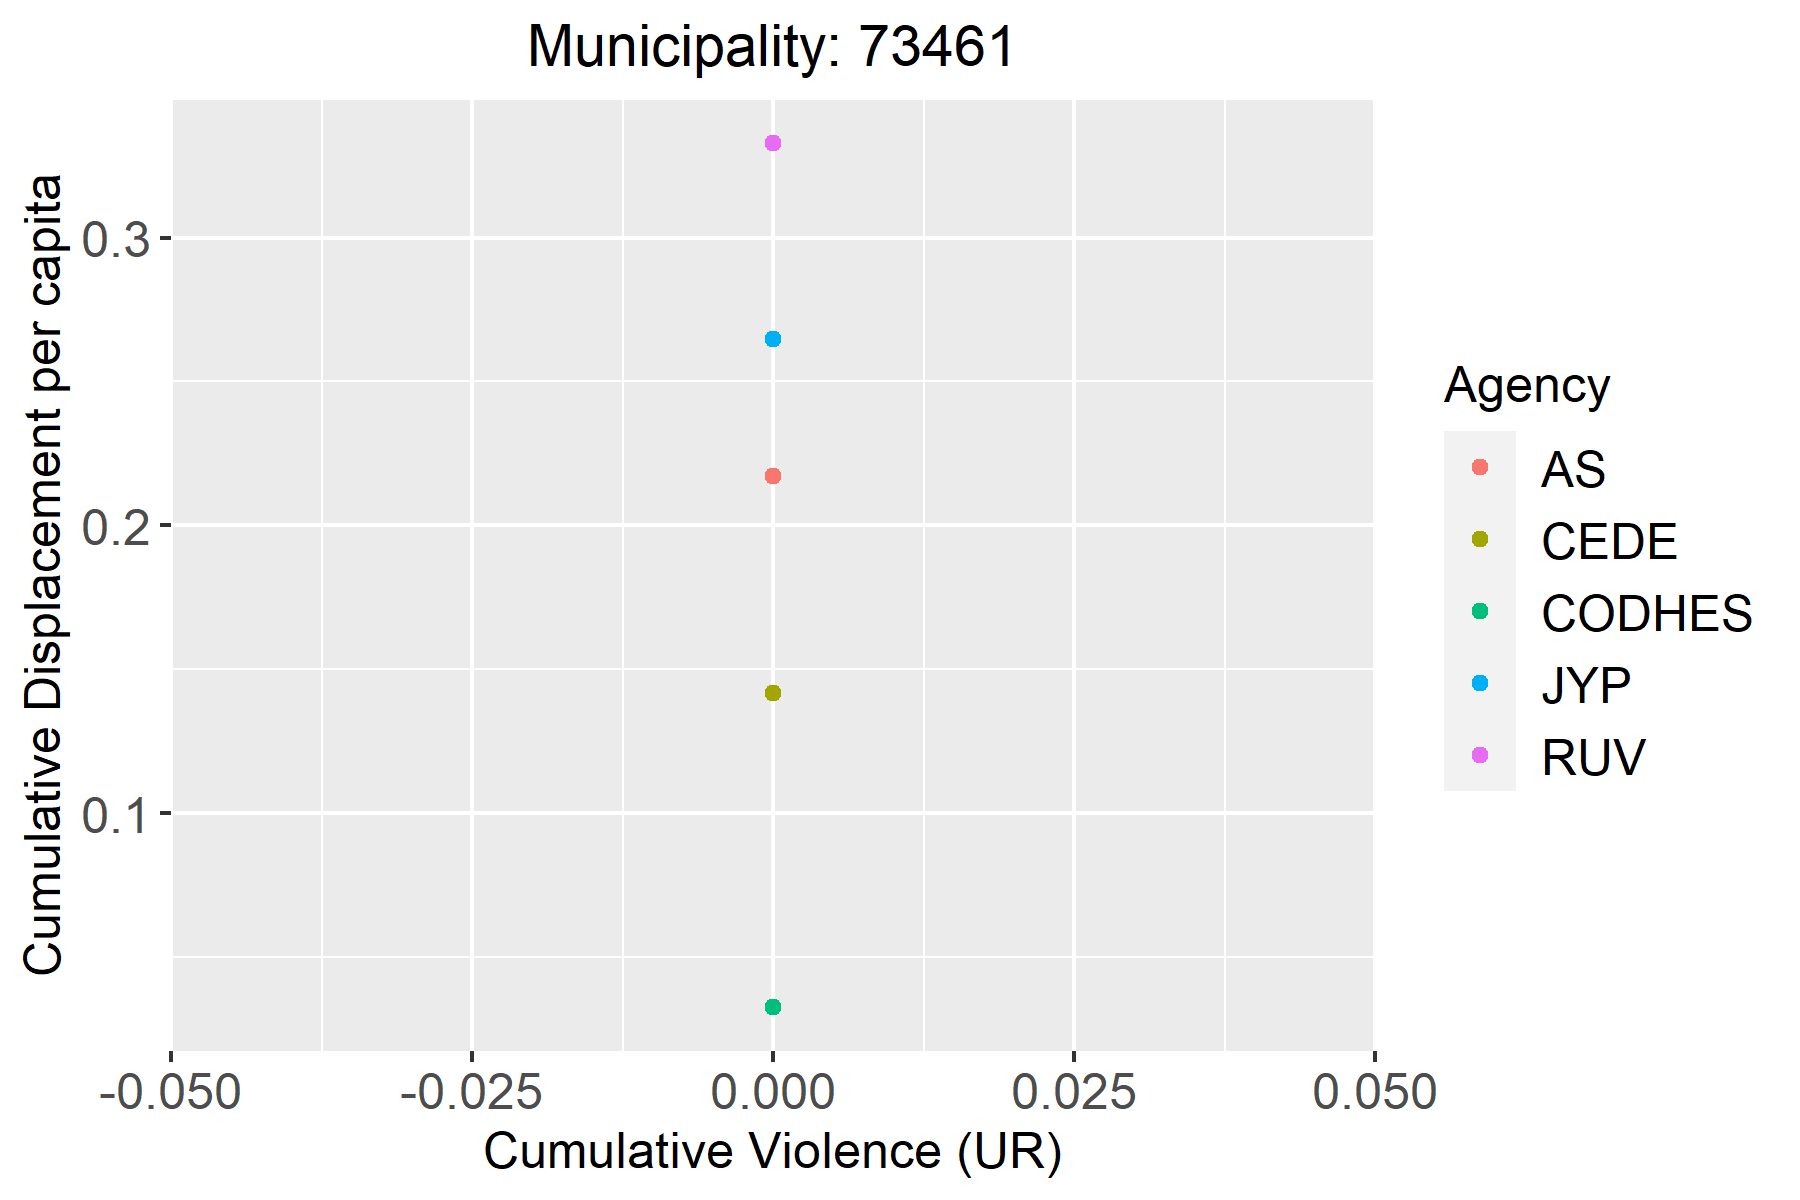 Municipality: 73461
Cumulative Displacement per capita
0.3
0.2
0.1
-0.050
-0.025
0.000
0.025
0.050
Cumulative Violence (UR)
Agency
AS
CEDE
CODHES
JYP
RUV